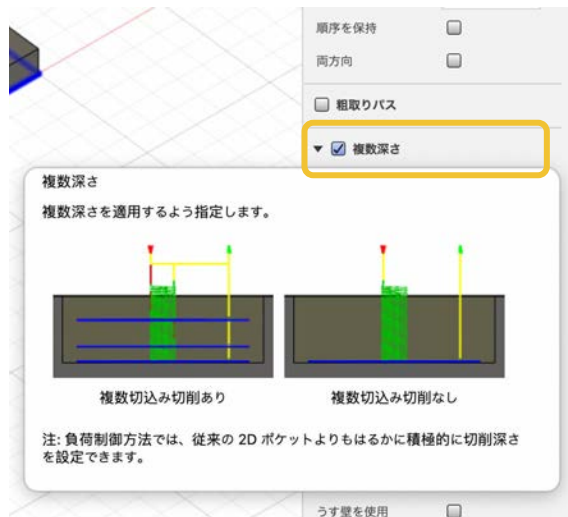 順序を保持
両方向
粗取りパス
複数深さ
複数深さ
複数深さを適用するよう指定します。
複数切込み切削あり
複数切込み切削なし
注: 負荷制御方法では、従来の 2D ポケットよりもはるかに積極的に切削深さ
を設定できます。
うす壁を使用